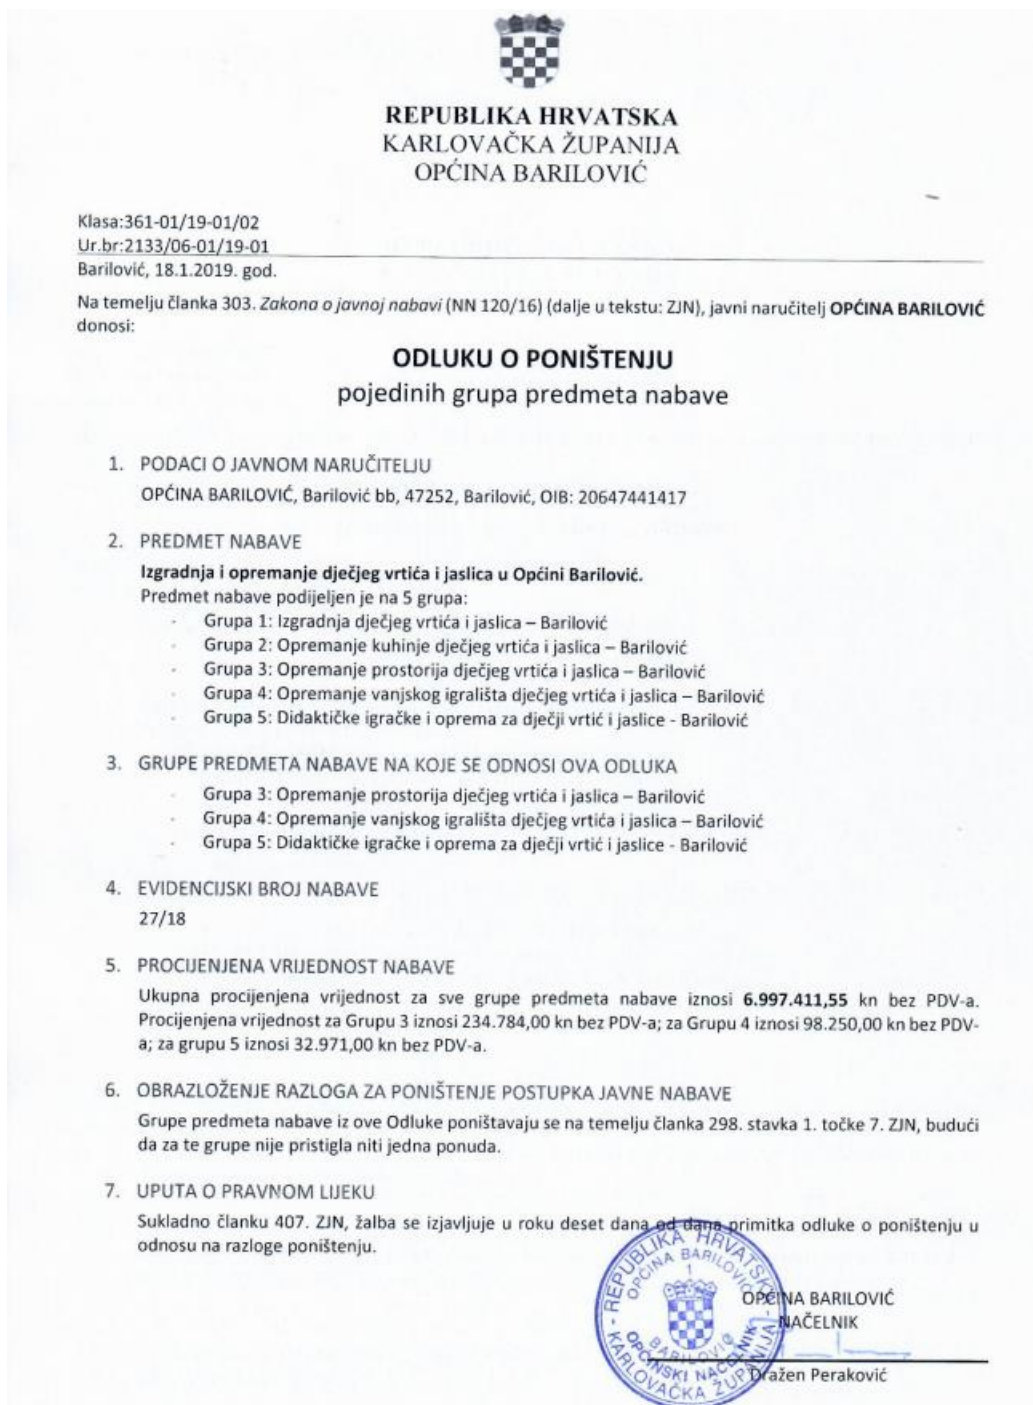 REPUBLIKA HRVATSKA
KARLOVAČKA ŽUPANIJA
OPĆINA BARILOVIĆ
Klasa:361-01/19-01/02
Ur.br:2133/06-01/19-01
Barilović, 18.1.2019. god.
Na temelju članka 303. Zakona o javnoj nabavi (NN 120/16) (dalje u tekstu: ZJN), javni naručitelj OPĆINA BARILOVIĆ
donosi:
ODLUKU O PONIŠTENJU
pojedinih grupa predmeta nabave
1. PODACI O JAVNOM NARUČITELJU
OPĆINA BARILOVIĆ, Barilović bb, 47252, Barilović, OIB: 20647441417
2. PREDMET NABAVE
Izgradnja i opremanje dječjeg vrtića i jaslica u Općini Barilović.
Predmet nabave podijeljen je na 5 grupa:
- Grupa 1: Izgradnja dječjeg vrtića i jaslica – Barilović
- Grupa 2: Opremanje kuhinje dječjeg vrtića i jaslica – Barilović
- Grupa 3: Opremanje prostorija dječjeg vrtića i jaslica – Barilović
- Grupa 4: Opremanje vanjskog igrališta dječjeg vrtića i jaslica – Barilović
- Grupa 5: Didaktičke igračke i oprema za dječji vrtić i jaslice - Barilović
3. GRUPE PREDMETA NABAVE NA KOJE SE ODNOSI OVA ODLUKA
- Grupa 3: Opremanje prostorija dječjeg vrtića i jaslica – Barilović
- Grupa 4: Opremanje vanjskog igrališta dječjeg vrtića i jaslica – Barilović
- Grupa 5: Didaktičke igračke i oprema za dječji vrtić i jaslice - Barilović
4. EVIDENCIJSKI BROJ NABAVE
27/18
5. PROCIJENJENA VRIJEDNOST NABAVE
Ukupna procijenjena vrijednost za sve grupe predmeta nabave iznosi 6.997.411,55 kn bez PDV-a.
Procijenjena vrijednost za Grupu 3 iznosi 234.784,00 kn bez PDV-a; za Grupu 4 iznosi 98.250,00 kn bez PDV-
a; za grupu 5 iznosi 32.971,00 kn bez PDV-a.
6. OBRAZLOŽENJE RAZLOGA ZA PONIŠTENJE POSTUPKA JAVNE NABAVE
Grupe predmeta nabave iz ove Odluke poništavaju se na temelju članka 298. stavka 1. točke 7. ZJN, budući
da za te grupe nije pristigla niti jedna ponuda.
7. UPUTA O PRAVNOM LIJEKU
Sukladno članku 407. ZJN, žalba se izjavljuje u roku deset dana od dana primitka odluke o poništenju u
odnosu na razloge poništenju.
REPUBLIKA HRVATSKA - KARLOVAČKA ŽUPANIJA -
OPĆINA BARILOVIĆ
1
OPĆINSKI NAČELNIK
BARILOVIĆ
OPĆINA BARILOVIĆ
NAČELNIK
Dražen Peraković